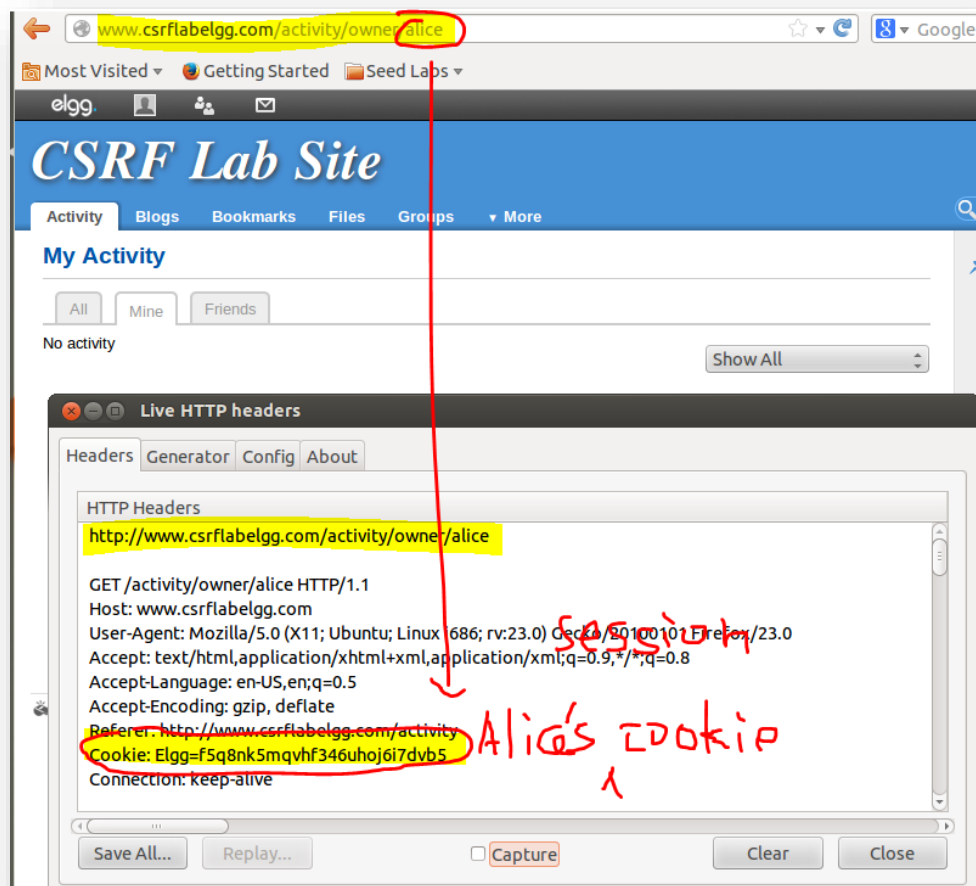 www.csrflabelgg.com/activity/owner/alice
Google
Most Visited Getting Started Seed Labs
elgg.
CSRF Lab Site
Activity Blogs Bookmarks Files Groups More
My Activity
All Mine Friends
No activity
Show All
Live HTTP headers
Headers Generator Config About
HTTP Headers
http://www.csrflabelgg.com/activity/owner/alice
GET /activity/owner/alice HTTP/1.1
Host: www.csrflabelgg.com
User-Agent: Mozilla/5.0 (X11; Ubuntu; Linux i686; rv:23.0) Gecko/20100101 Firefox/23.0
session
Accept: text/html,application/xhtml+xml,application/xml;q=0.9,*/*;q=0.8
Accept-Language: en-US,en;q=0.5
Accept-Encoding: gzip, deflate
Referer: http://www.csrflabelgg.com/activity
Cookie: Elgg=f5q8nk5mqvhf346uhoj6i7dvb5
Alice's cookie
Connection: keep-alive
Save All... Replay... Capture Clear Close